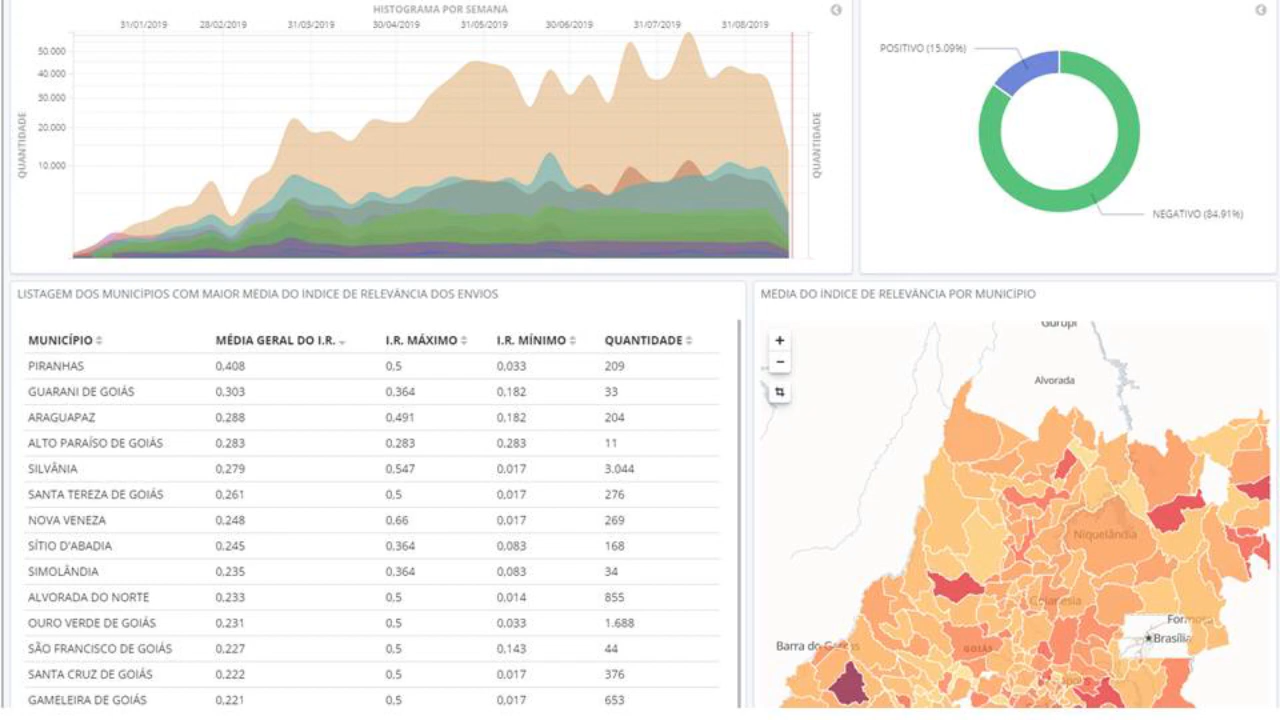 HISTOGRAMA POR SEMANA
31/01/2019 28/02/2019 31/03/2019 30/04/2019 31/05/2019 30/06/2019 31/07/2019 31/08/2019
50.000
40.000
30.000
20.000
10.000
QUANTIDADE
QUANTIDADE
POSITIVO (15.09%)
NEGATIVO (84.91%)
LISTAGEM DOS MUNICÍPIOS COM MAIOR MÉDIA DO ÍNDICE DE RELEVÂNCIA DOS ENVIOS
MUNICÍPIO MÉDIA GERAL DO I.R. I.R. MÁXIMO I.R. MÍNIMO QUANTIDADE
PIRANHAS 0,408 0,5 0,033 209
GUARANI DE GOIÁS 0,303 0,364 0,182 33
ARAGUAPAZ 0,288 0,491 0,182 204
ALTO PARAÍSO DE GOIÁS 0,283 0,283 0,283 11
SILVÂNIA 0,279 0,547 0,017 3.044
SANTA TEREZA DE GOIÁS 0,261 0,5 0,017 276
NOVA VENEZA 0,248 0,66 0,017 269
SÍTIO D'ABADIA 0,245 0,364 0,083 168
SIMOLÂNDIA 0,235 0,364 0,083 34
ALVORADA DO NORTE 0,233 0,5 0,014 855
OURO VERDE DE GOIÁS 0,231 0,5 0,033 1.688
SÃO FRANCISCO DE GOIÁS 0,227 0,5 0,143 44
SANTA CRUZ DE GOIÁS 0,222 0,5 0,017 376
GAMELEIRA DE GOIÁS 0,221 0,5 0,017 653
MÉDIA DO ÍNDICE DE RELEVÂNCIA POR MUNICÍPIO
+
−
Gurupi
Alvorada
Niquelândia
Goianésia
Formosa
Brasília
Barra do Garças
GOIÁS